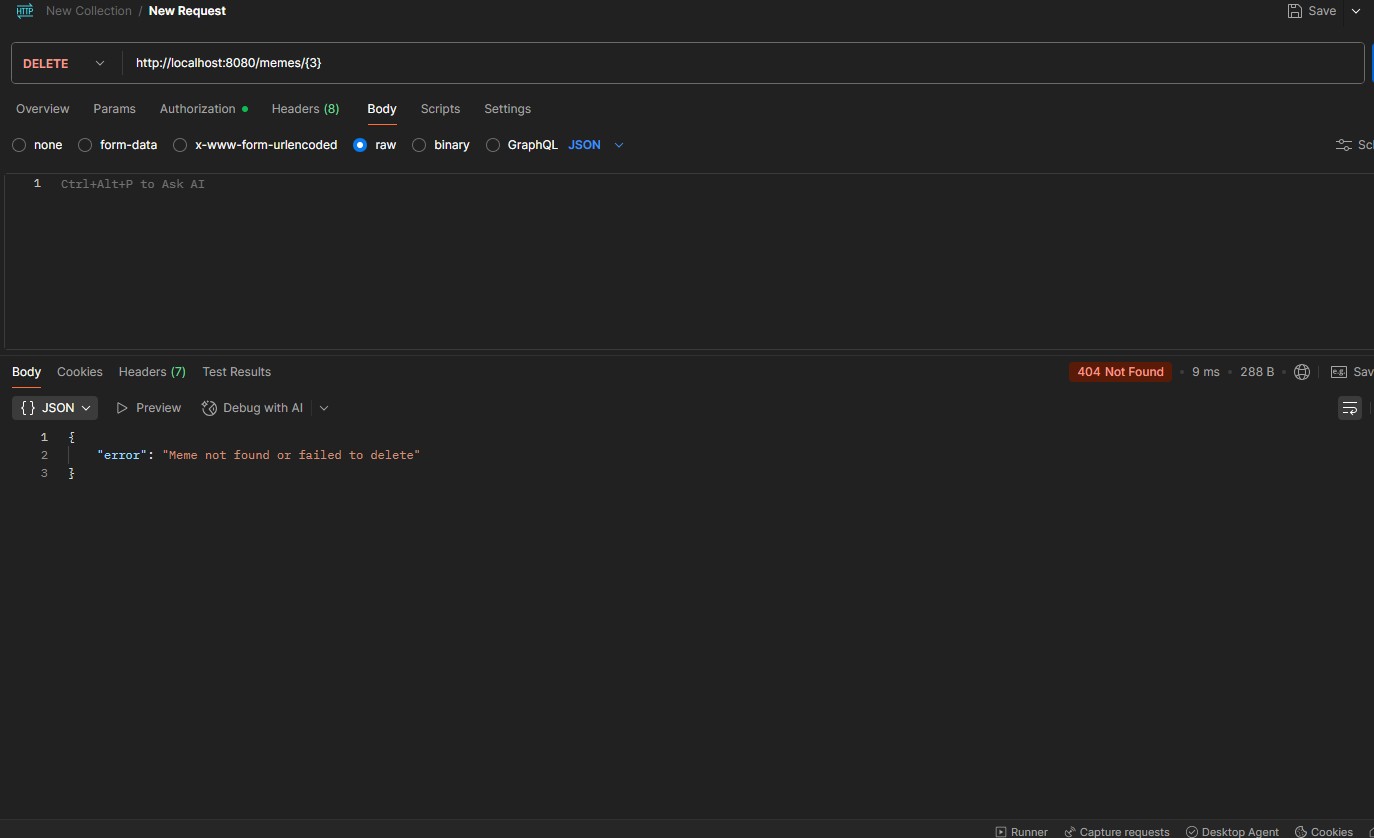 HTTP New Collection / New Request Save
DELETE http://localhost:8080/memes/{3}
Overview Params Authorization Headers (8) Body Scripts Settings
none form-data x-www-form-urlencoded raw binary GraphQL JSON
1 Ctrl+Alt+P to Ask AI
Body Cookies Headers (7) Test Results 404 Not Found • 9 ms • 288 B • e.g. Sav
{} JSON Preview Debug with AI
1 {
2 "error": "Meme not found or failed to delete"
3 }
Runner Capture requests Desktop Agent Cookies